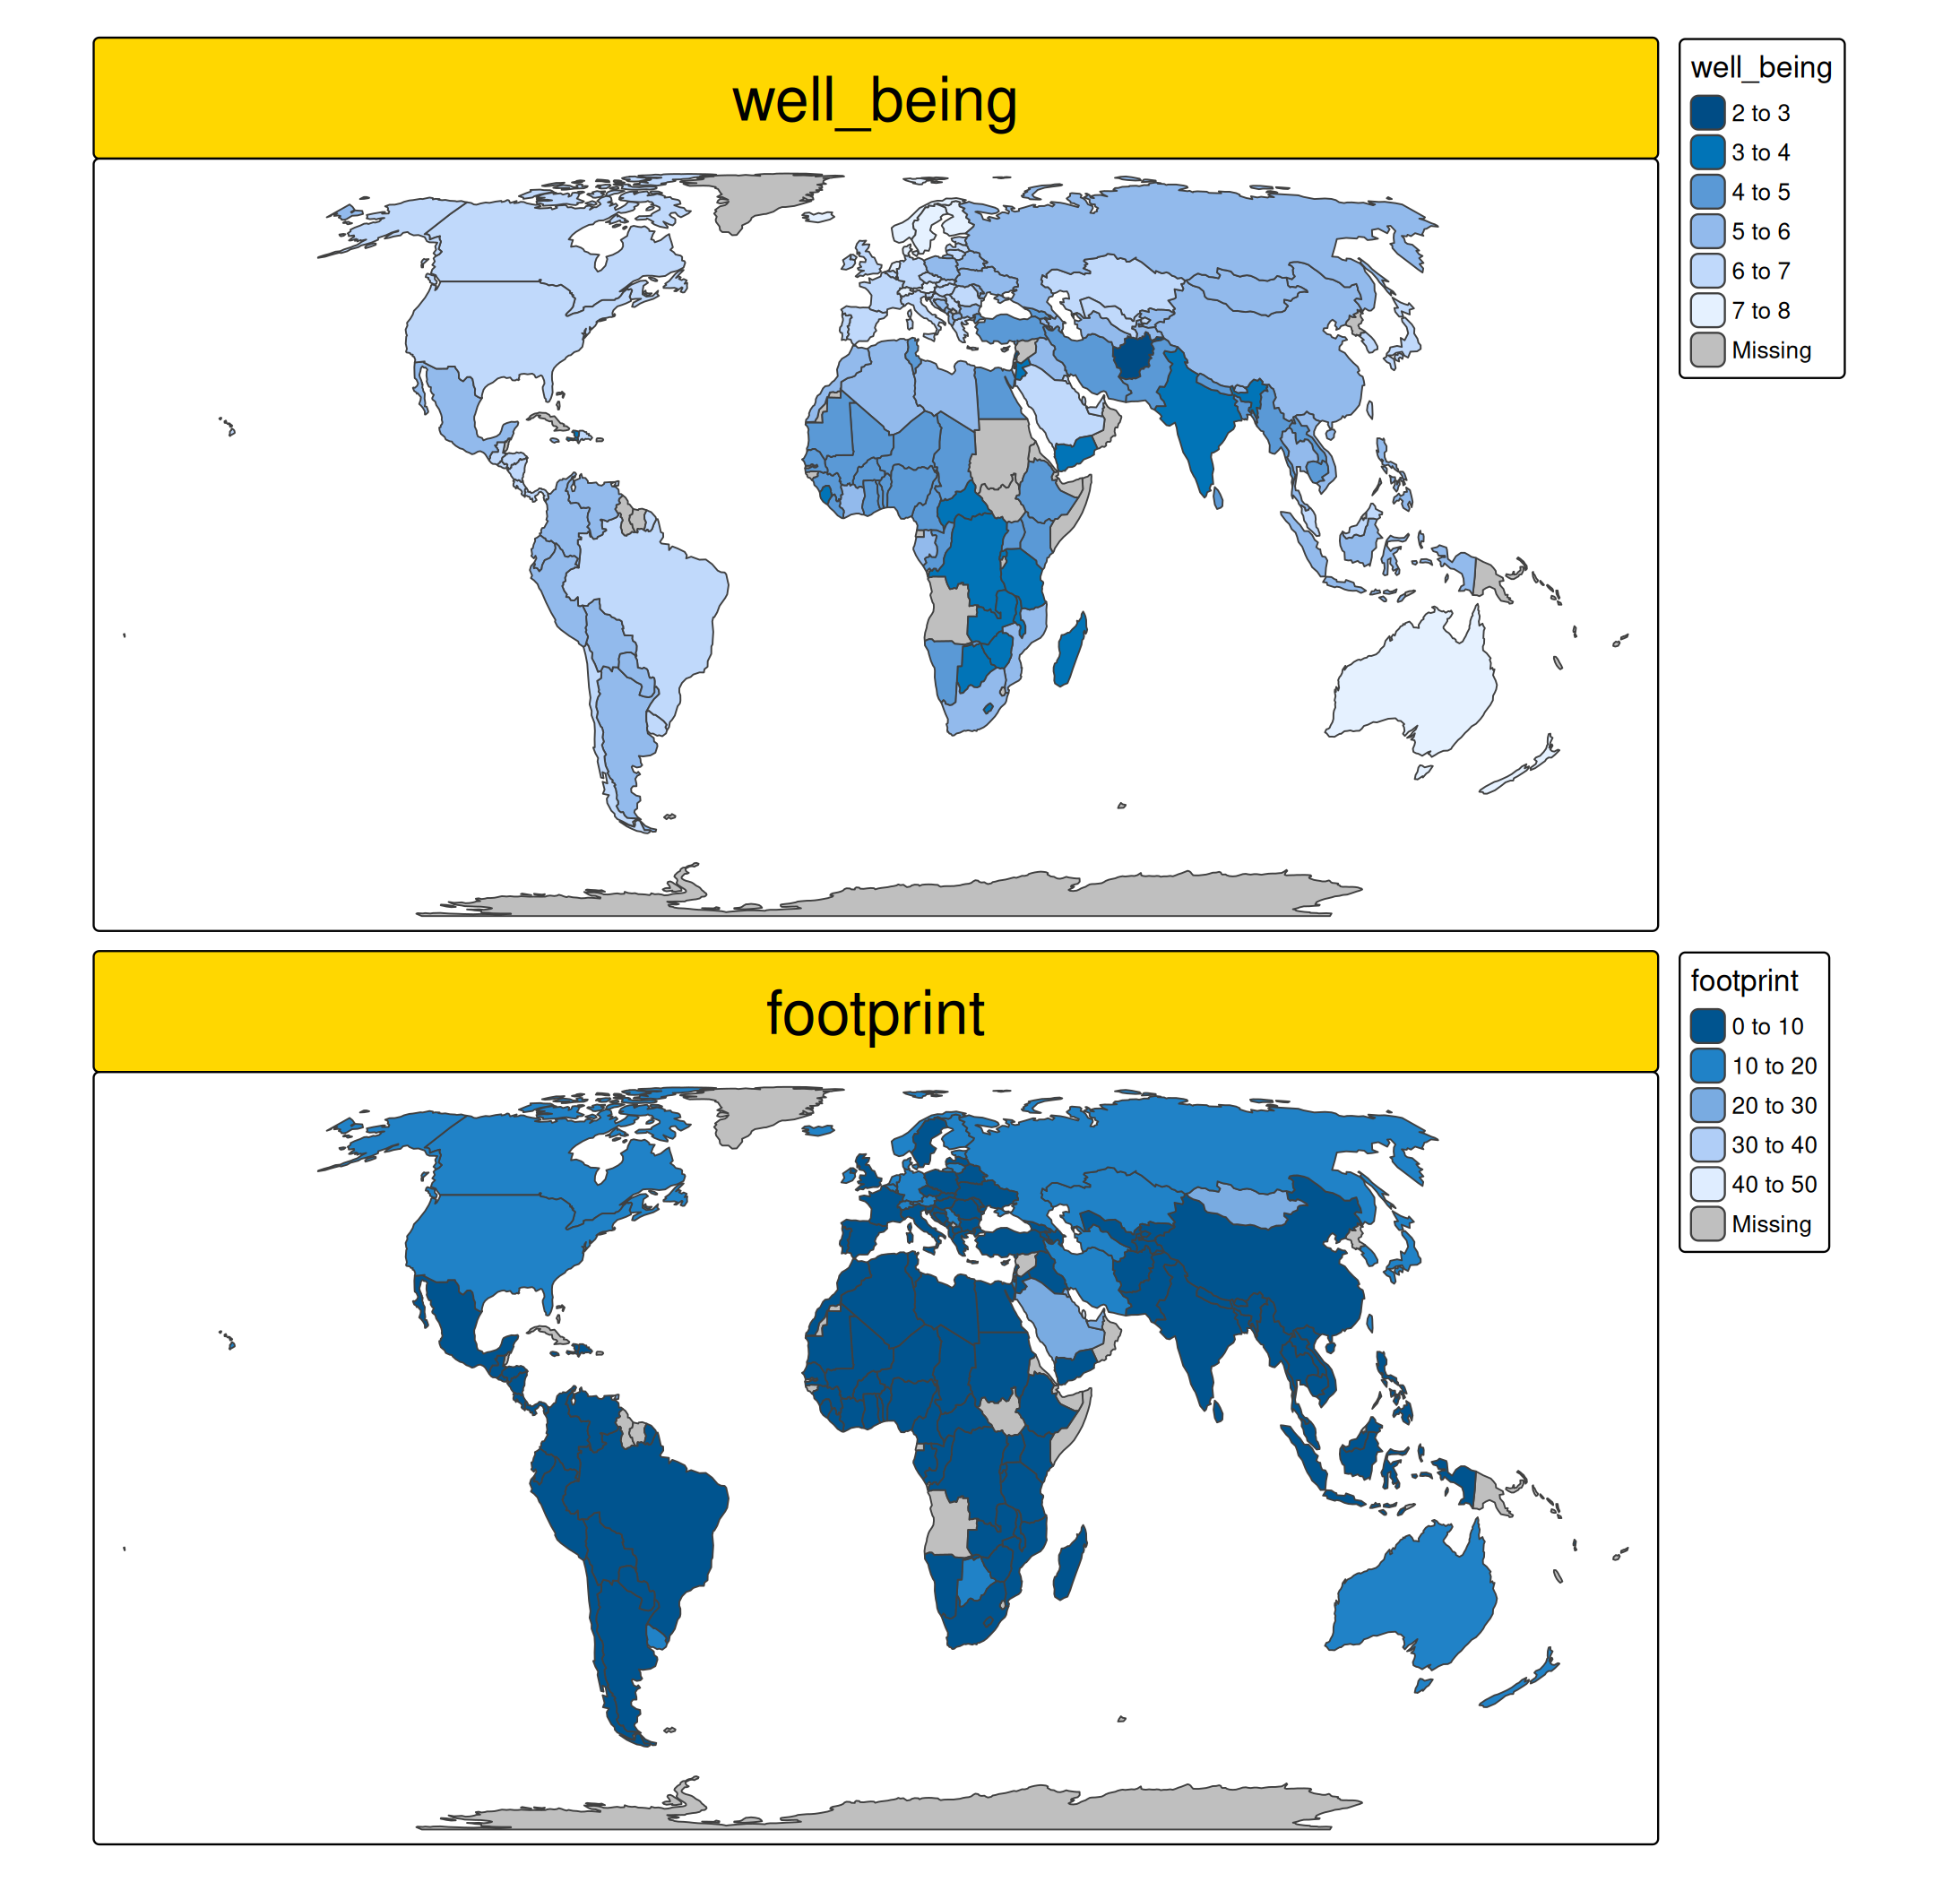 well_being
well_being
2 to 3
3 to 4
4 to 5
5 to 6
6 to 7
7 to 8
Missing
footprint
footprint
0 to 10
10 to 20
20 to 30
30 to 40
40 to 50
Missing